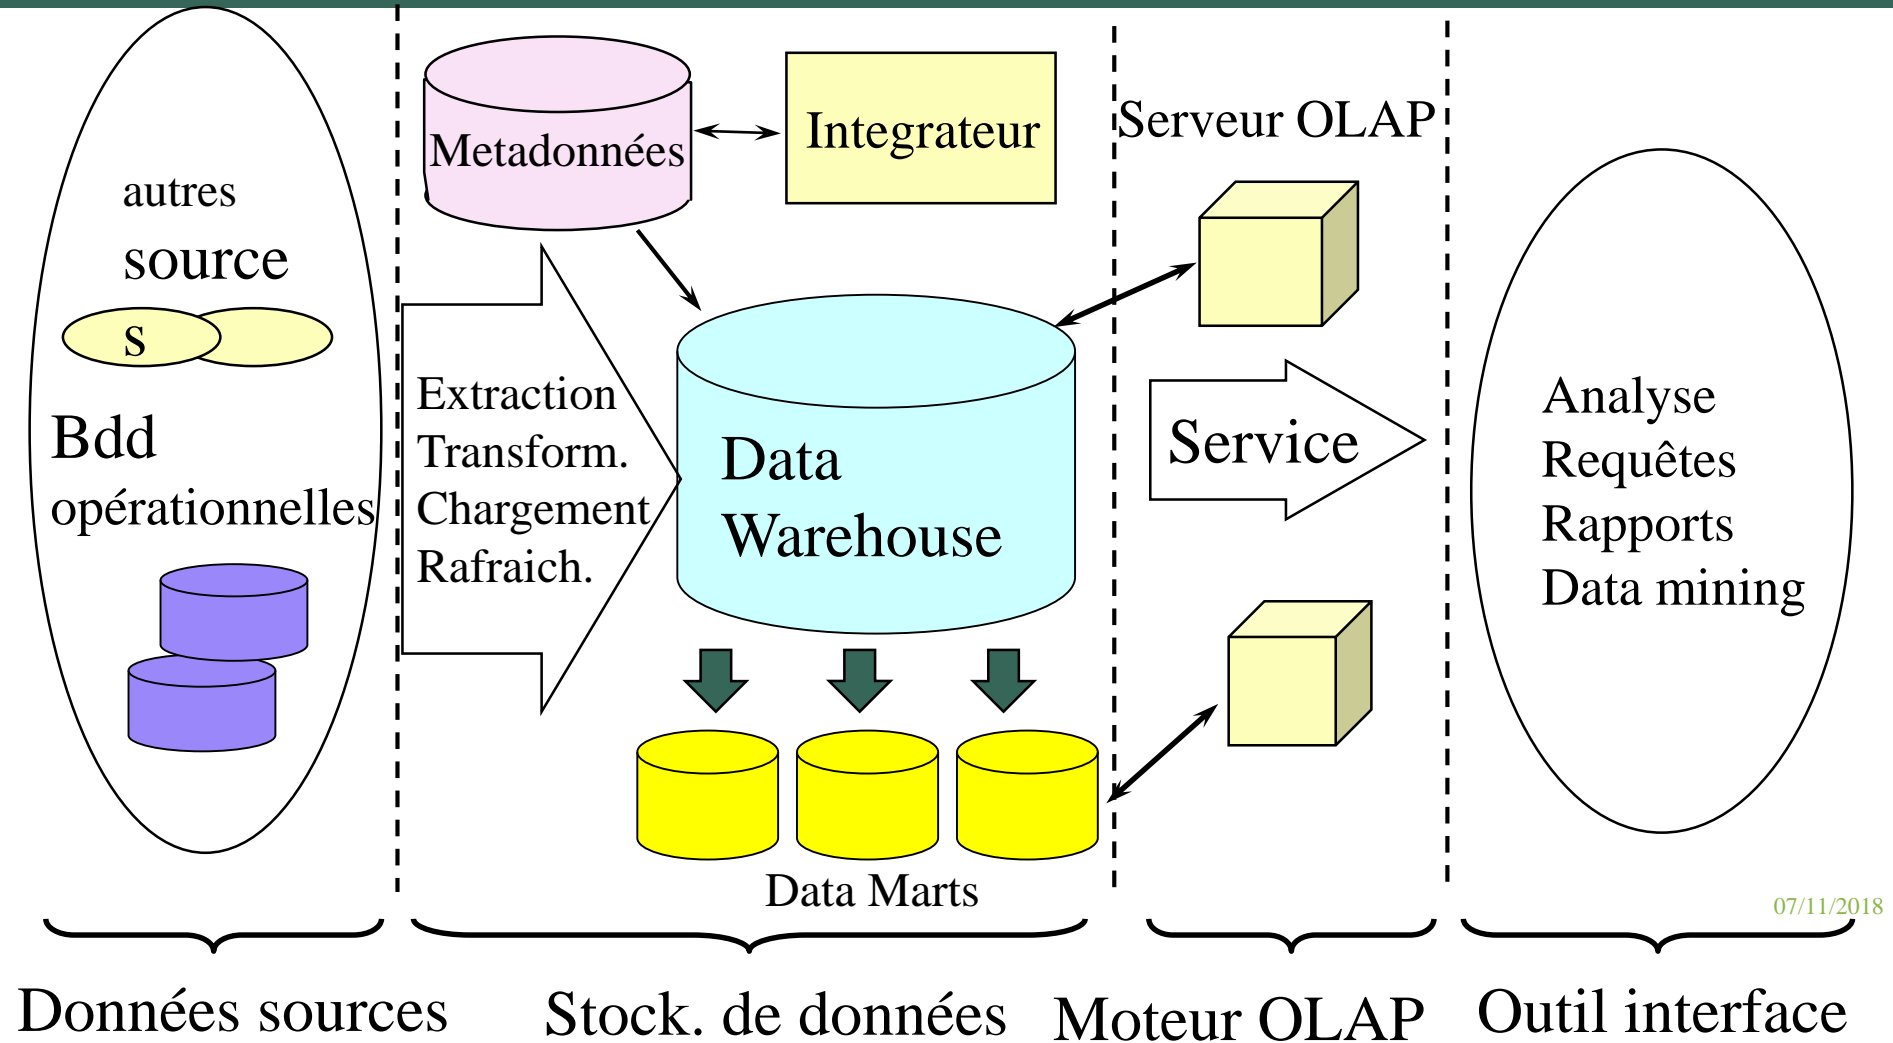 autres
source
s
Bdd
opérationnelles
Metadonnées
Integrateur
Extraction
Transform.
Chargement
Rafraich.
Data
Warehouse
Data Marts
Serveur OLAP
Service
Analyse
Requêtes
Rapports
Data mining
07/11/2018
Données sources
Stock. de données
Moteur OLAP
Outil interface